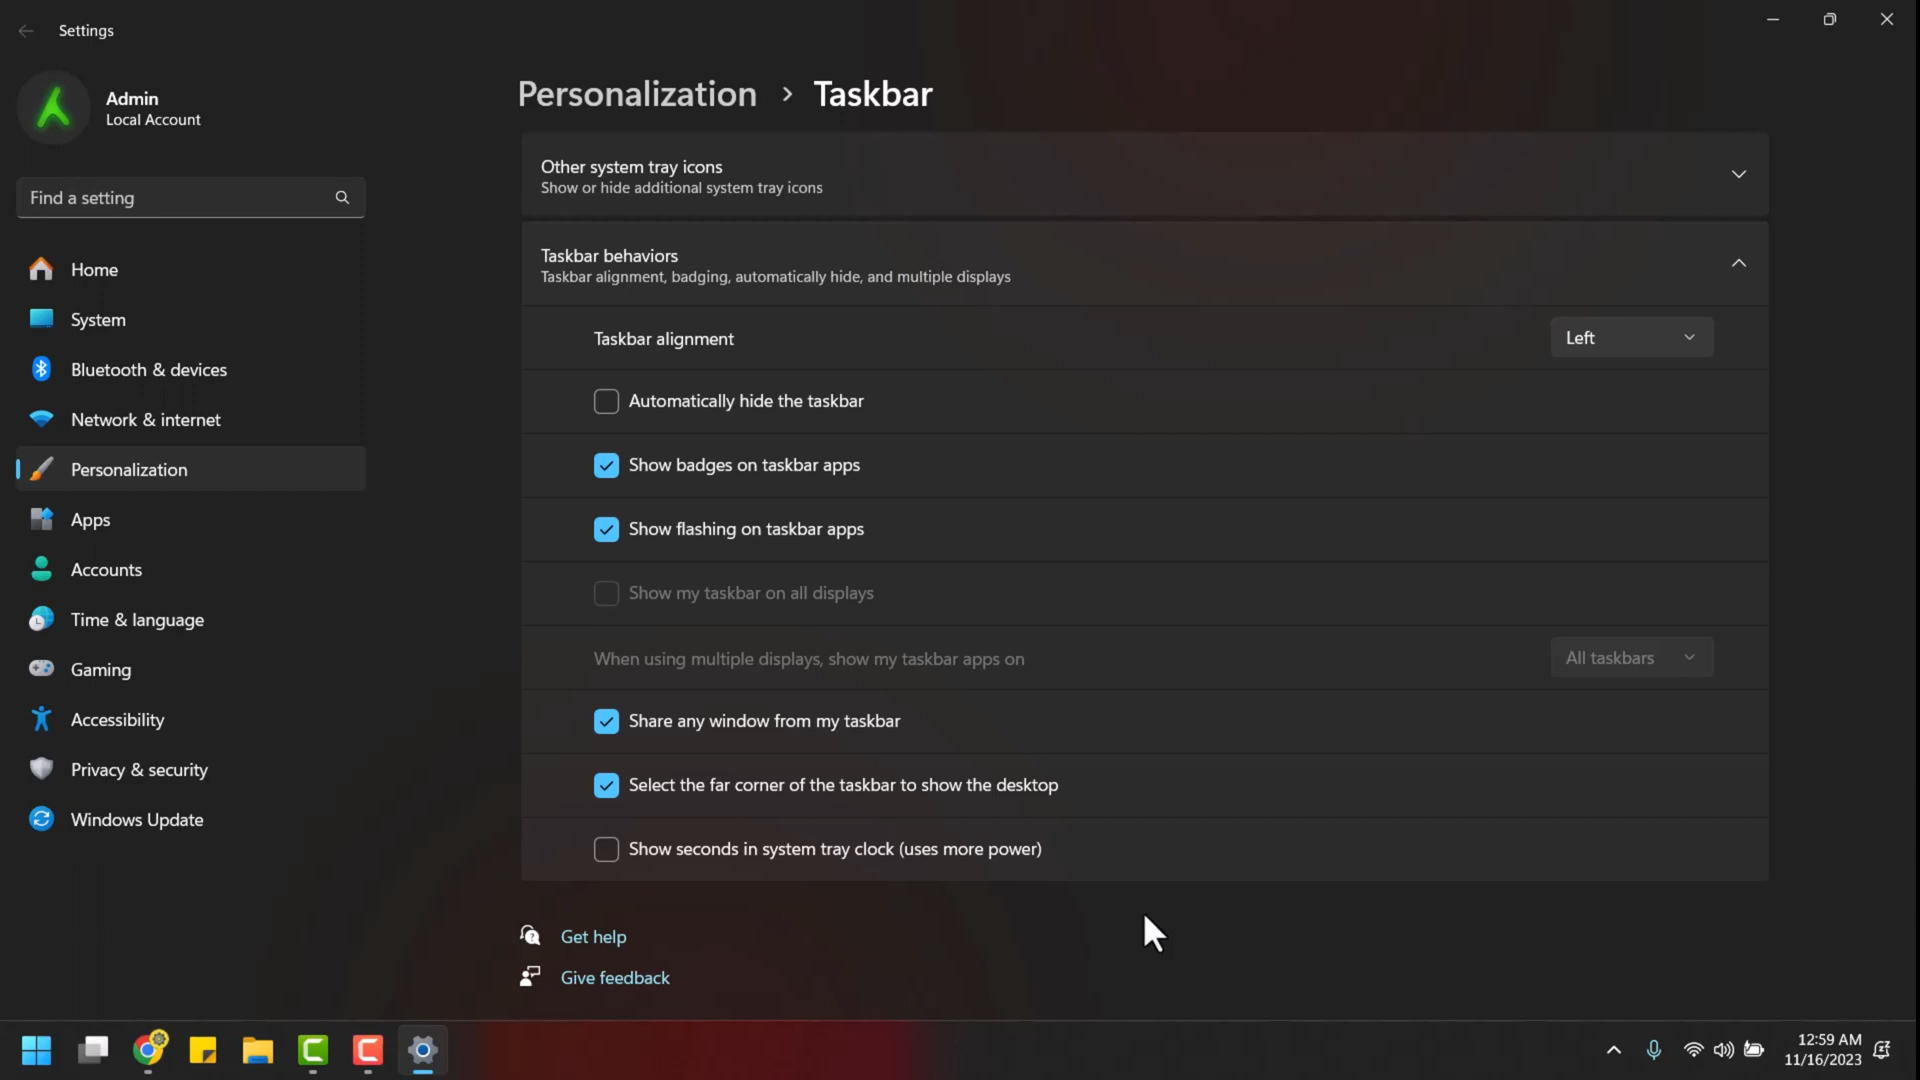 Settings
Admin
Local Account
Find a setting
Home
System
Bluetooth & devices
Network & internet
Personalization
Apps
Accounts
Time & language
Gaming
Accessibility
Privacy & security
Windows Update
Personalization > Taskbar
Other system tray icons
Show or hide additional system tray icons
Taskbar behaviors
Taskbar alignment, badging, automatically hide, and multiple displays
Taskbar alignment Left
Automatically hide the taskbar
Show badges on taskbar apps
Show flashing on taskbar apps
Show my taskbar on all displays
When using multiple displays, show my taskbar apps on All taskbars
Share any window from my taskbar
Select the far corner of the taskbar to show the desktop
Show seconds in system tray clock (uses more power)
Get help
Give feedback
12:59 AM
11/16/2023